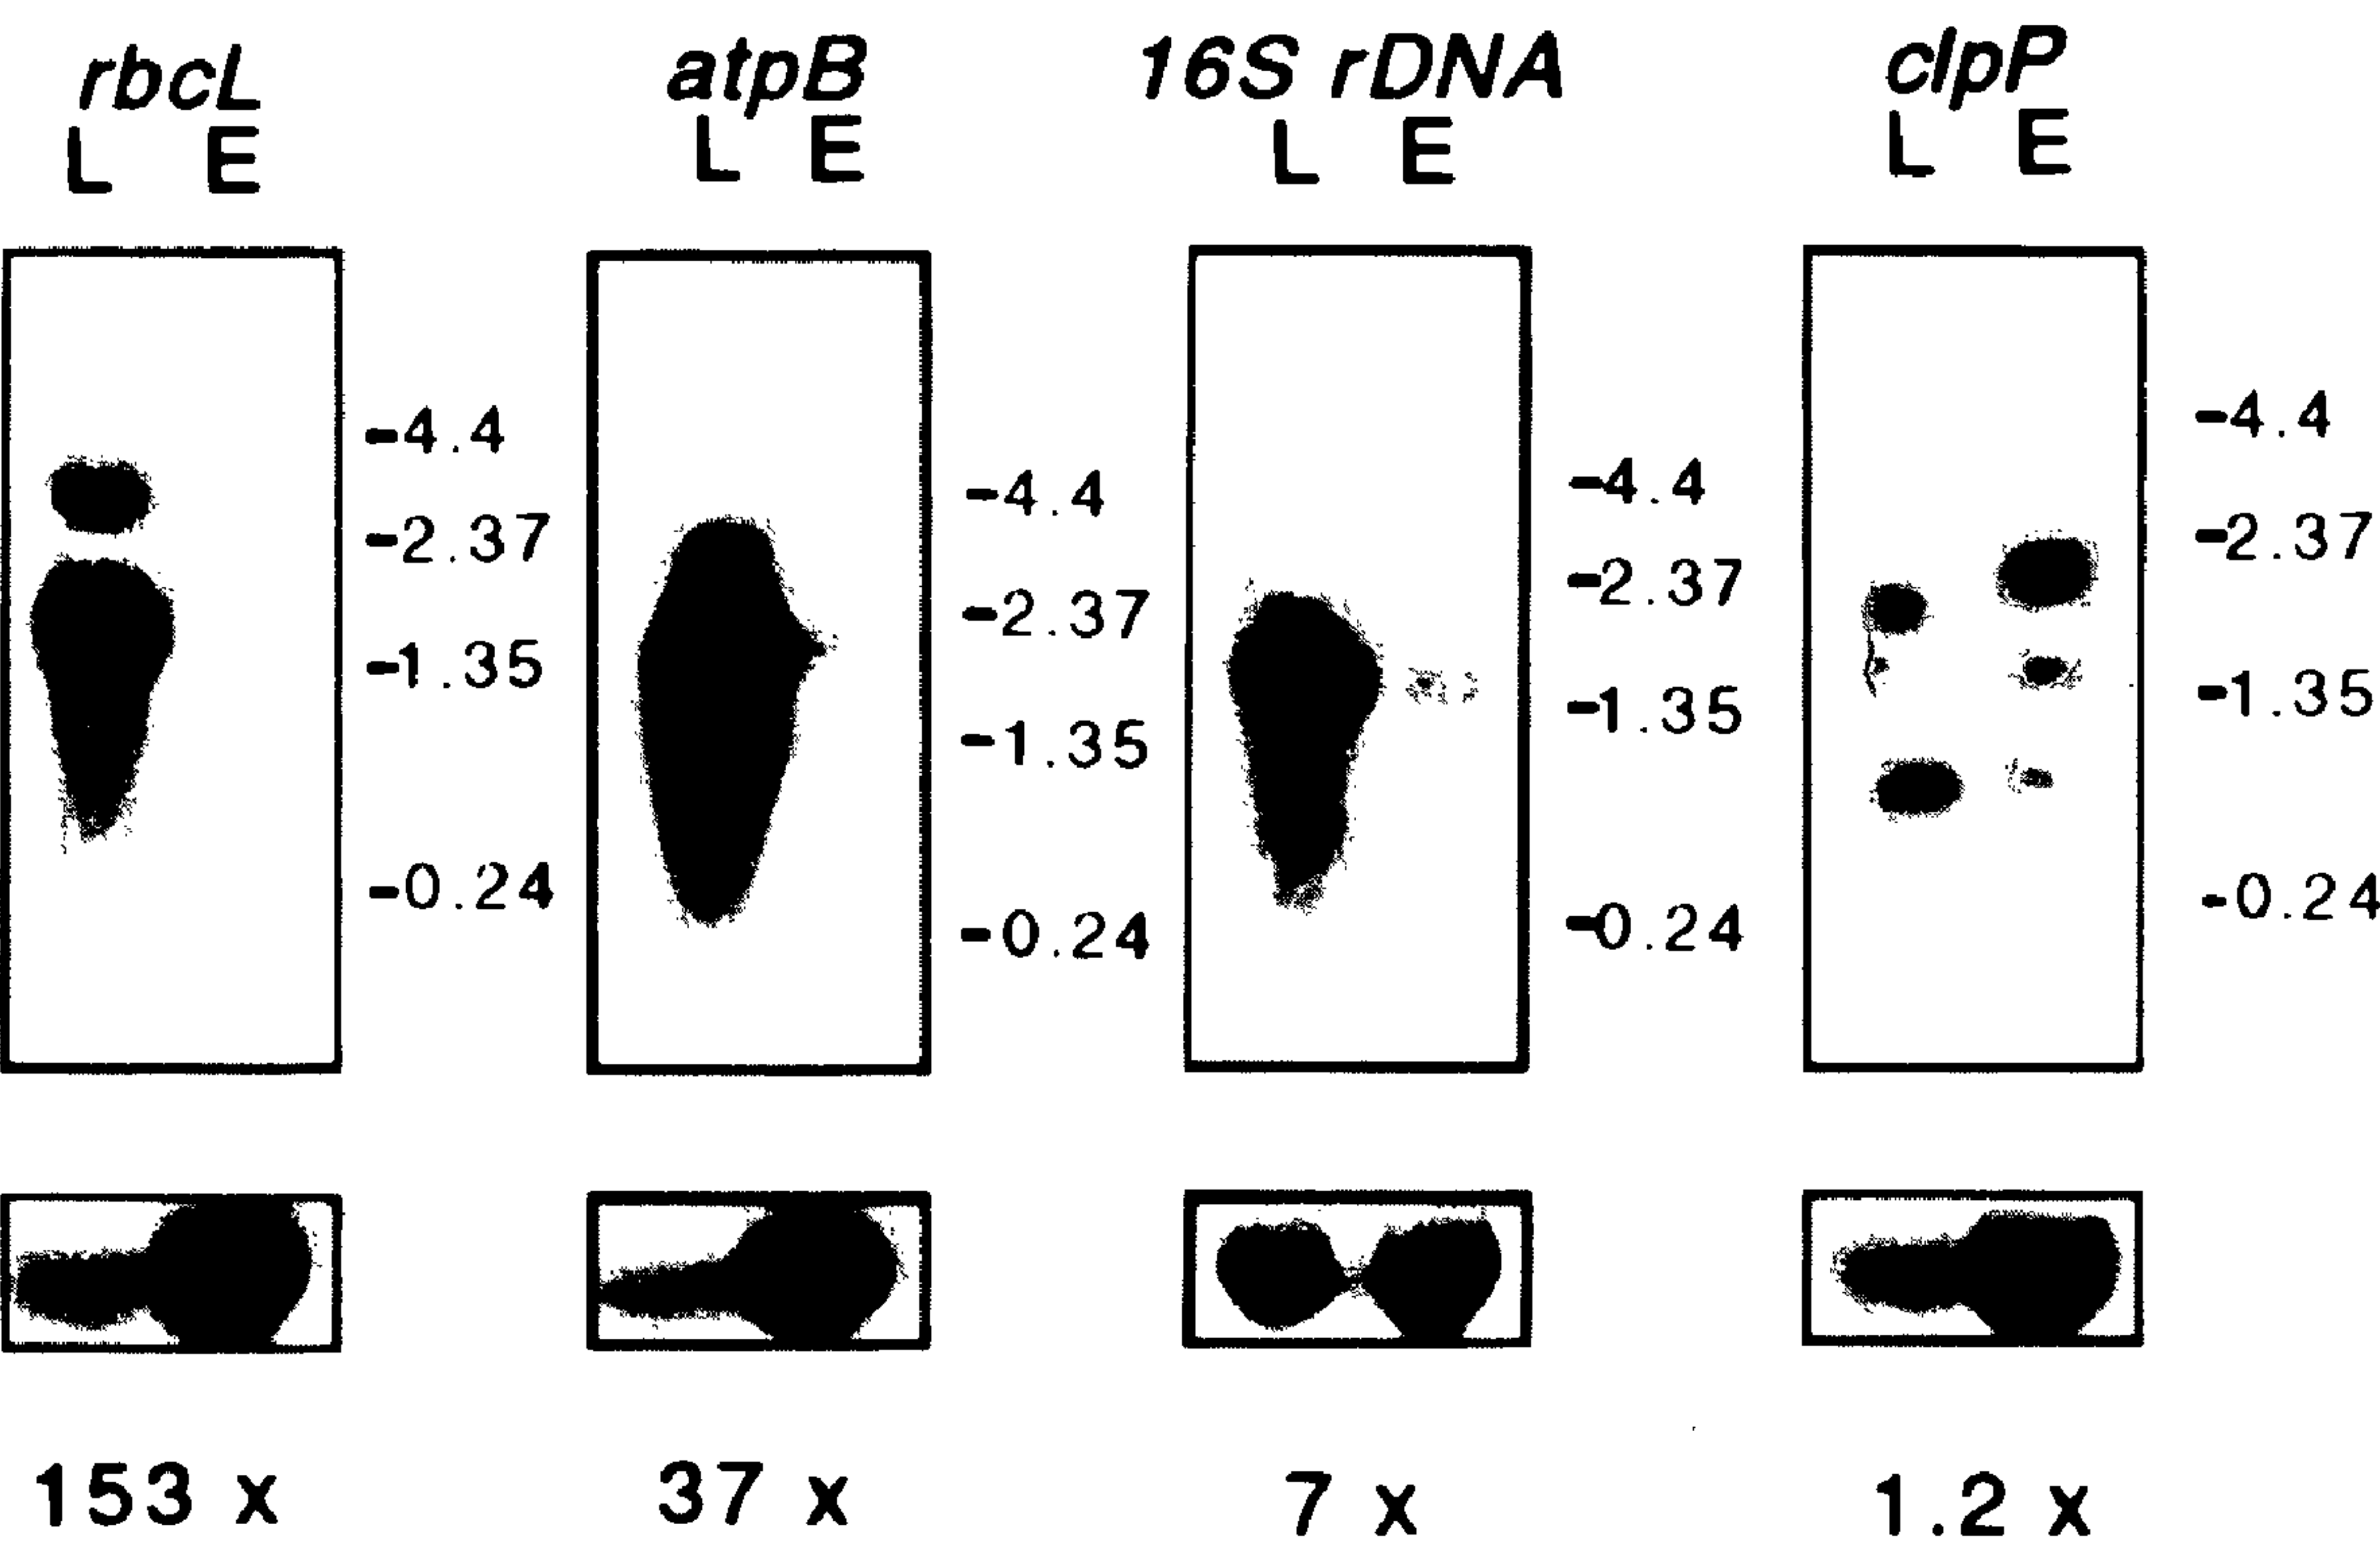 rbcL atpB 16S rDNA clpP
L E L E L E L E
-4.4 -4.4 -4.4 -4.4
-2.37 -2.37 -2.37 -2.37
-1.35 -1.35 -1.35 -1.35
-0.24 -0.24 -0.24 -0.24
153 x 37 x 7 x 1.2 x